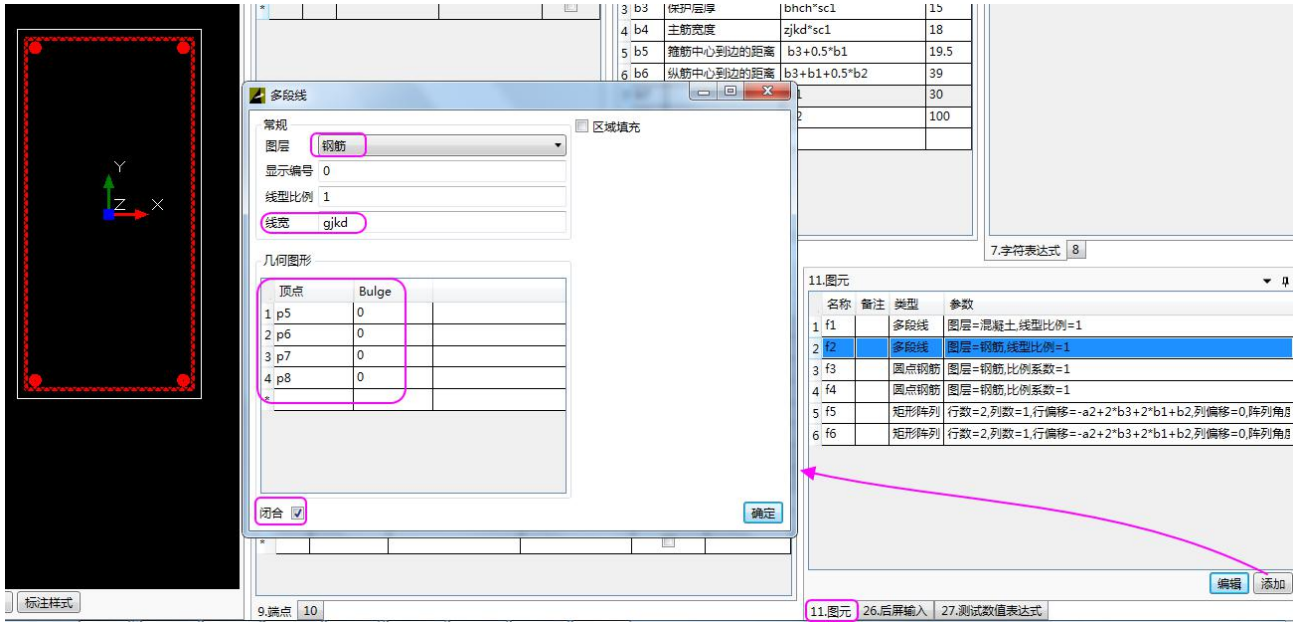 *
3 b3 保护层厚 bhch*sc1 15
4 b4 主筋宽度 zjkd*sc1 18
5 b5 箍筋中心到边的距离 b3+0.5*b1 19.5
6 b6 纵筋中心到边的距离 b3+b1+0.5*b2 39
30
100
多段线
常规
图层 钢筋
显示编号 0
线型比例 1
线宽 gjkd
区域填充
几何图形
顶点 Bulge
1 p5 0
2 p6 0
3 p7 0
4 p8 0
*
闭合
确定
Y
Z X
7.字符表达式 8
11.图元
名称 备注 类型 参数
1 f1 多段线 图层=混凝土,线型比例=1
2 f2 多段线 图层=钢筋,线型比例=1
3 f3 圆点钢筋 图层=钢筋,比例系数=1
4 f4 圆点钢筋 图层=钢筋,比例系数=1
5 f5 矩形阵列 行数=2,列数=1,行偏移=-a2+2*b3+2*b1+b2,列偏移=0,阵列角度
6 f6 矩形阵列 行数=2,列数=1,行偏移=-a2+2*b3+2*b1+b2,列偏移=0,阵列角度
*
编辑 添加
标注样式
9.端点 10
11.图元 26.后屏输入 27.测试数值表达式